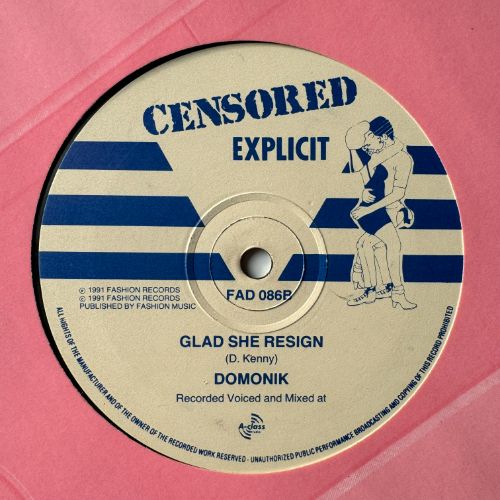 CENSORED
EXPLICIT
℗ 1991 FASHION RECORDS
© 1991 FASHION RECORDS
PUBLISHED BY FASHION MUSIC
FAD 086B
GLAD SHE RESIGN
(D. Kenny)
DOMONIK
Recorded Voiced and Mixed at
A-class
ALL RIGHTS OF THE MANUFACTURER AND OF THE OWNER OF THE RECORDED WORK RESERVED - UNAUTHORIZED PUBLIC PERFORMANCE BROADCASTING AND COPYING OF THIS RECORD PROHIBITED